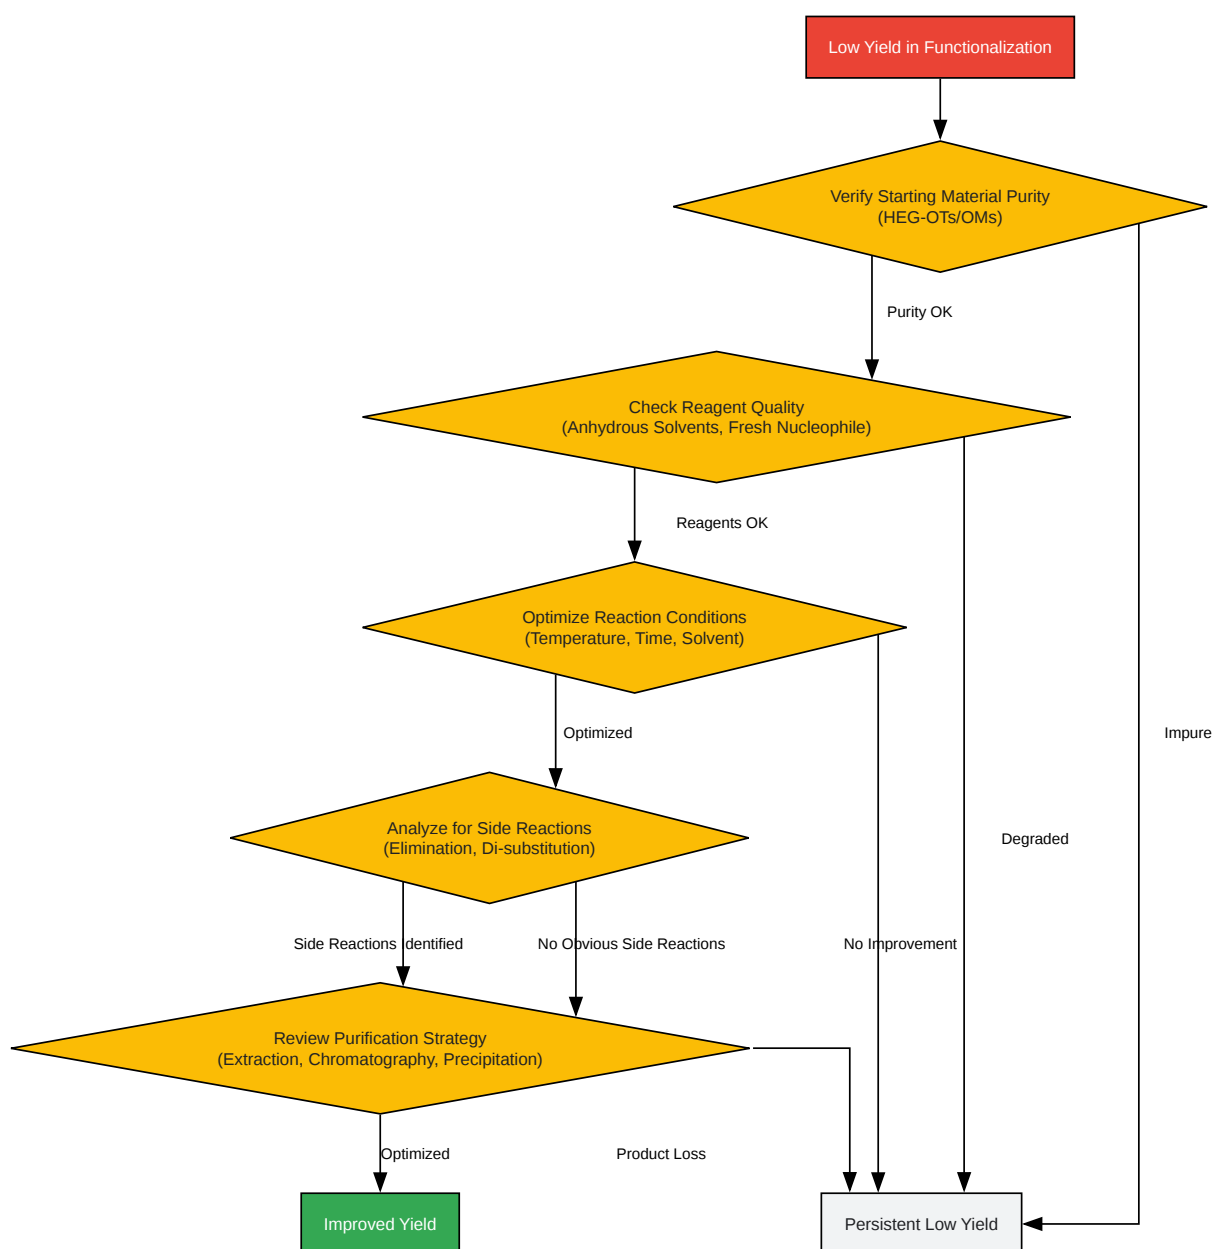 Low Yield in Functionalization
Verify Starting Material Purity
(HEG-OTs/OMs)
Purity OK
Check Reagent Quality
(Anhydrous Solvents, Fresh Nucleophile)
Reagents OK
Optimize Reaction Conditions
(Temperature, Time, Solvent)
Optimized
Impure
Analyze for Side Reactions
(Elimination, Di-substitution)
Degraded
Side Reactions Identified
No Obvious Side Reactions
No Improvement
Review Purification Strategy
(Extraction, Chromatography, Precipitation)
Optimized
Product Loss
Improved Yield
Persistent Low Yield